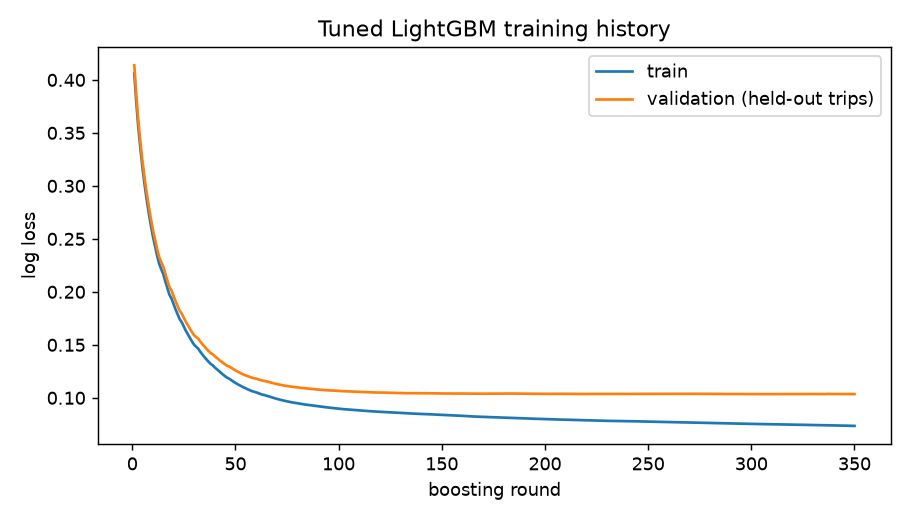 Tuned LightGBM training history
train
validation (held-out trips)
log loss
0.40
0.35
0.30
0.25
0.20
0.15
0.10
0 50 100 150 200 250 300 350
boosting round